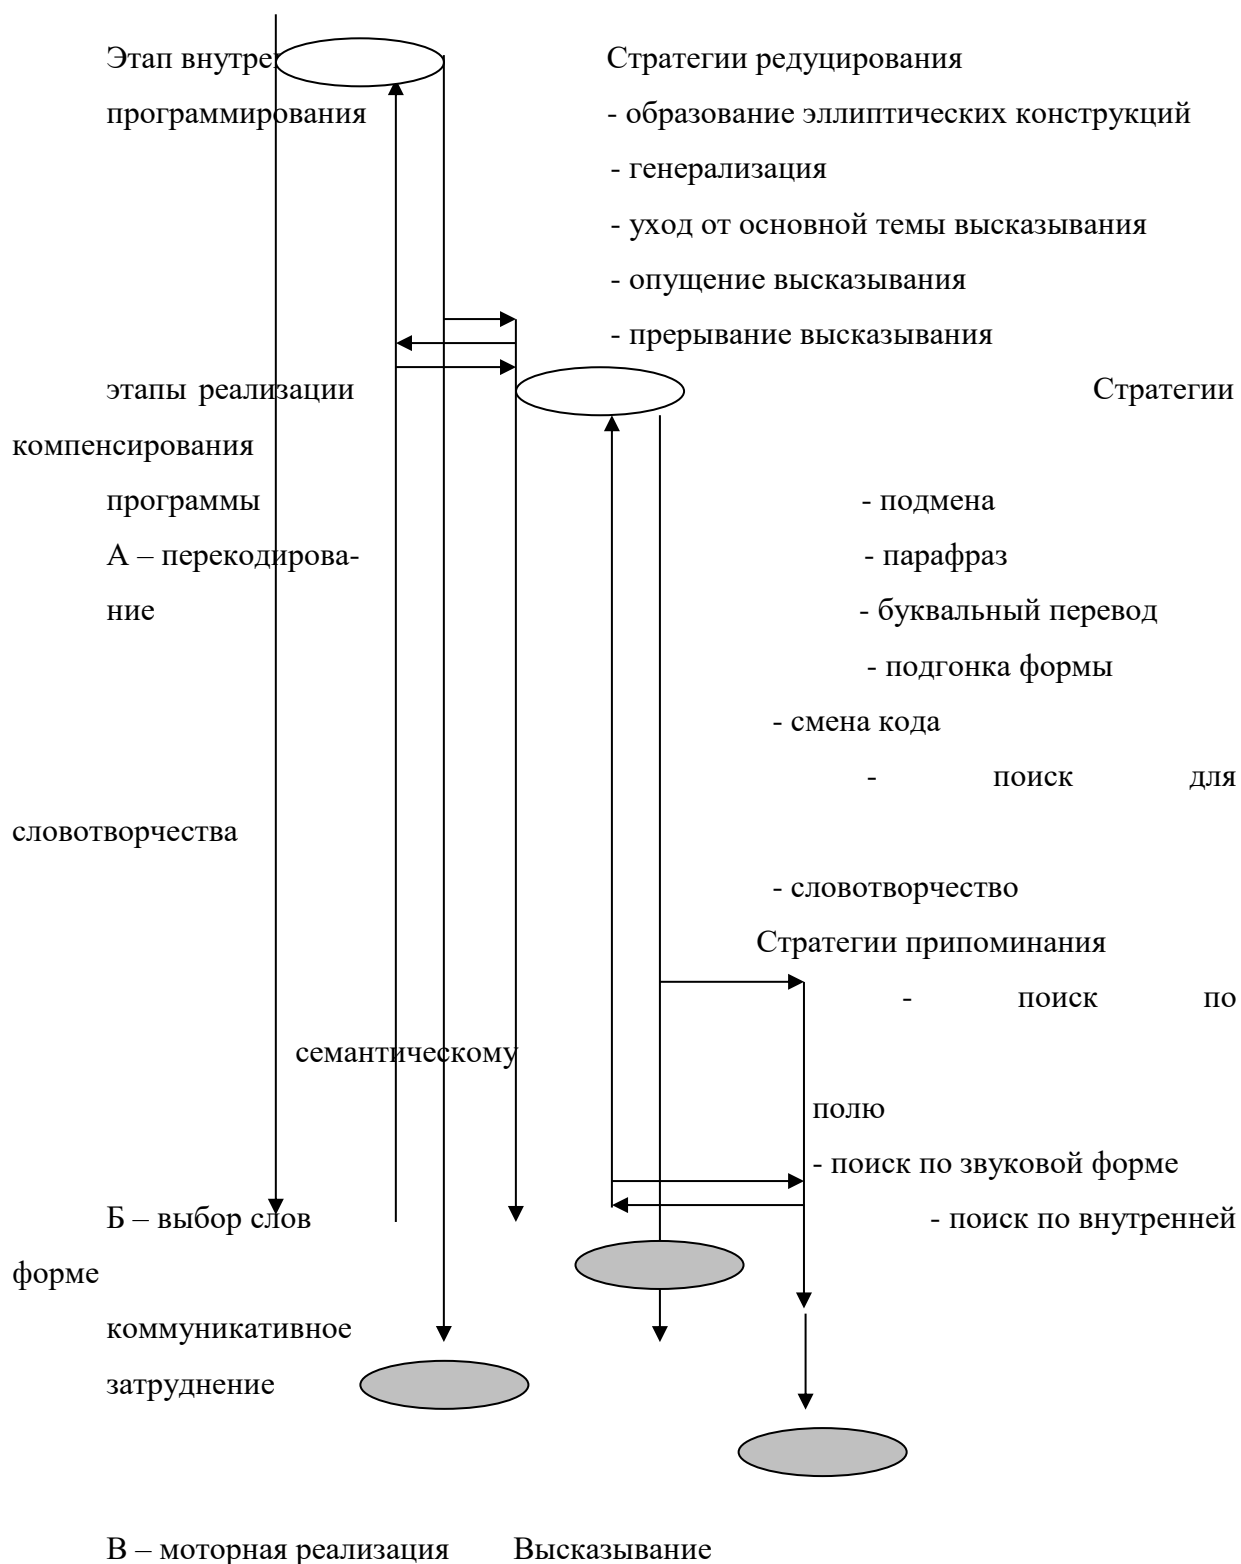 Этап внутре Стратегии редуцирования
программирования - образование эллиптических конструкций
- генерализация
- уход от основной темы высказывания
- опущение высказывания
- прерывание высказывания
этапы реализации Стратегии
компенсирования
программы - подмена
А – перекодирова- - парафраз
ние - буквальный перевод
- подгонка формы
- смена кода
- поиск для
словотворчества
- словотворчество
Стратегии припоминания
- поиск по
семантическому
полю
- поиск по звуковой форме
Б – выбор слов - поиск по внутренней
форме
коммуникативное
затруднение
В – моторная реализация Высказывание